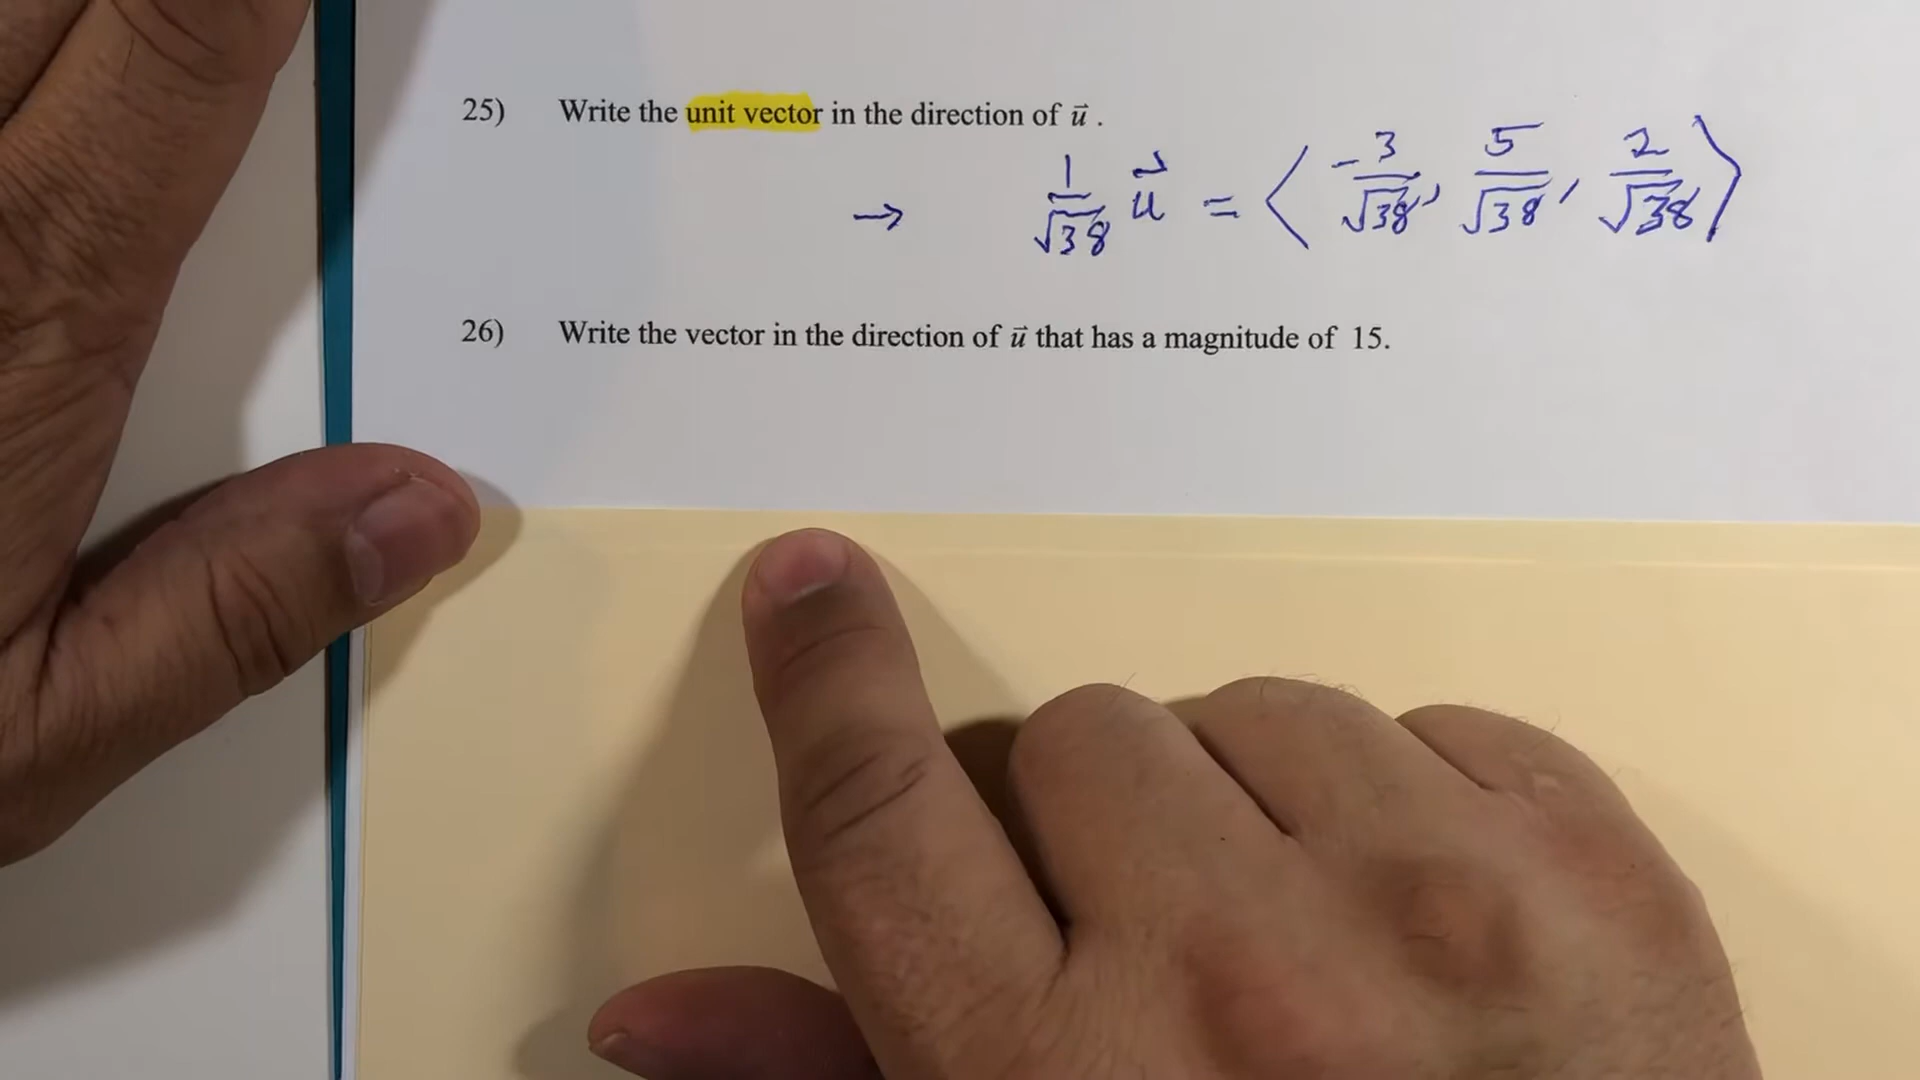 25) Write the unit vector in the direction of u⃗ .
→ 1/√38 u⃗ = ⟨ -3/√38, 5/√38, 2/√38 ⟩
26) Write the vector in the direction of u⃗ that has a magnitude of 15.